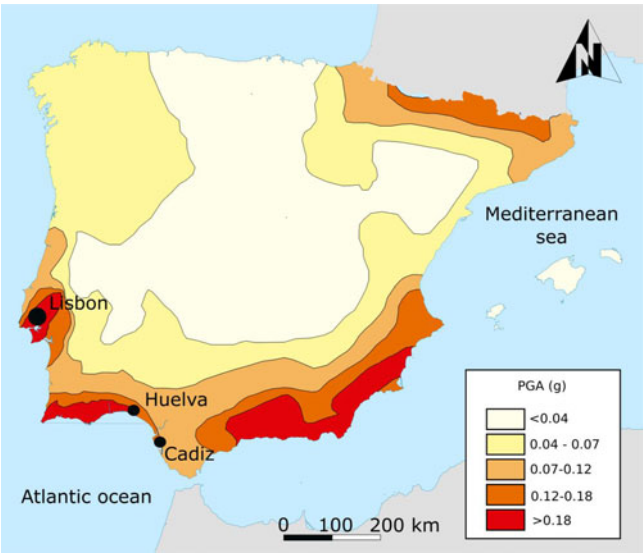 N
Mediterranean
sea
Lisbon
Huelva
Cadiz
Atlantic ocean
0 100 200 km
PGA (g)
<0.04
0.04 - 0.07
0.07-0.12
0.12-0.18
>0.18